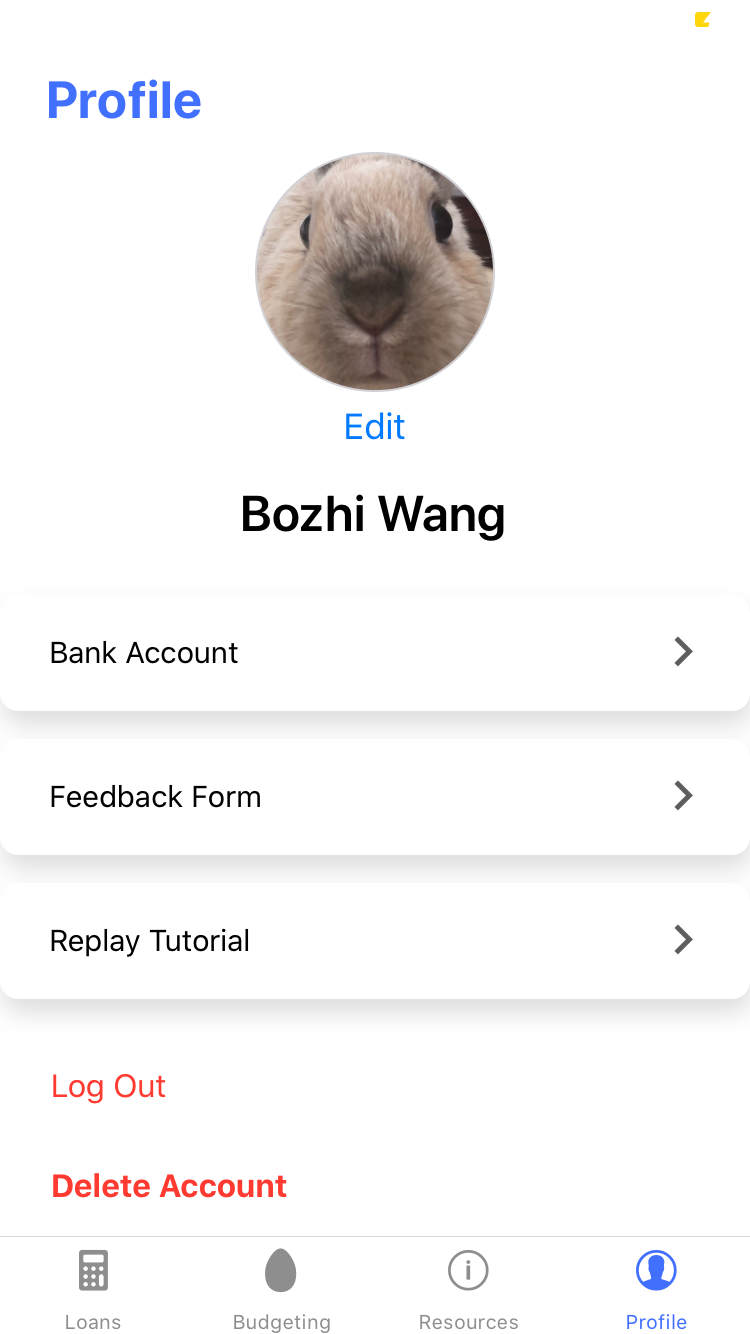 Profile
Edit
Bozhi Wang
Bank Account
Feedback Form
Replay Tutorial
Log Out
Delete Account
Loans
Budgeting
Resources
Profile